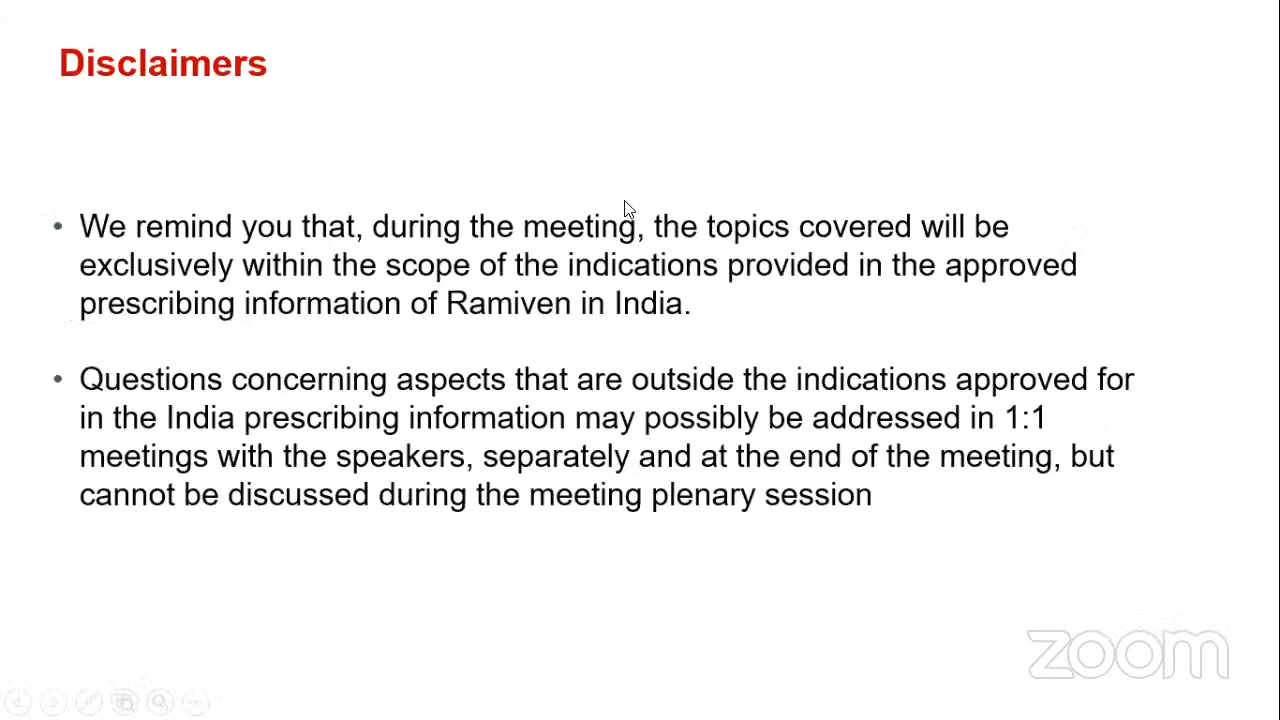 Disclaimers
• We remind you that, during the meeting, the topics covered will be
exclusively within the scope of the indications provided in the approved
prescribing information of Ramiven in India.
• Questions concerning aspects that are outside the indications approved for
in the India prescribing information may possibly be addressed in 1:1
meetings with the speakers, separately and at the end of the meeting, but
cannot be discussed during the meeting plenary session
zoom